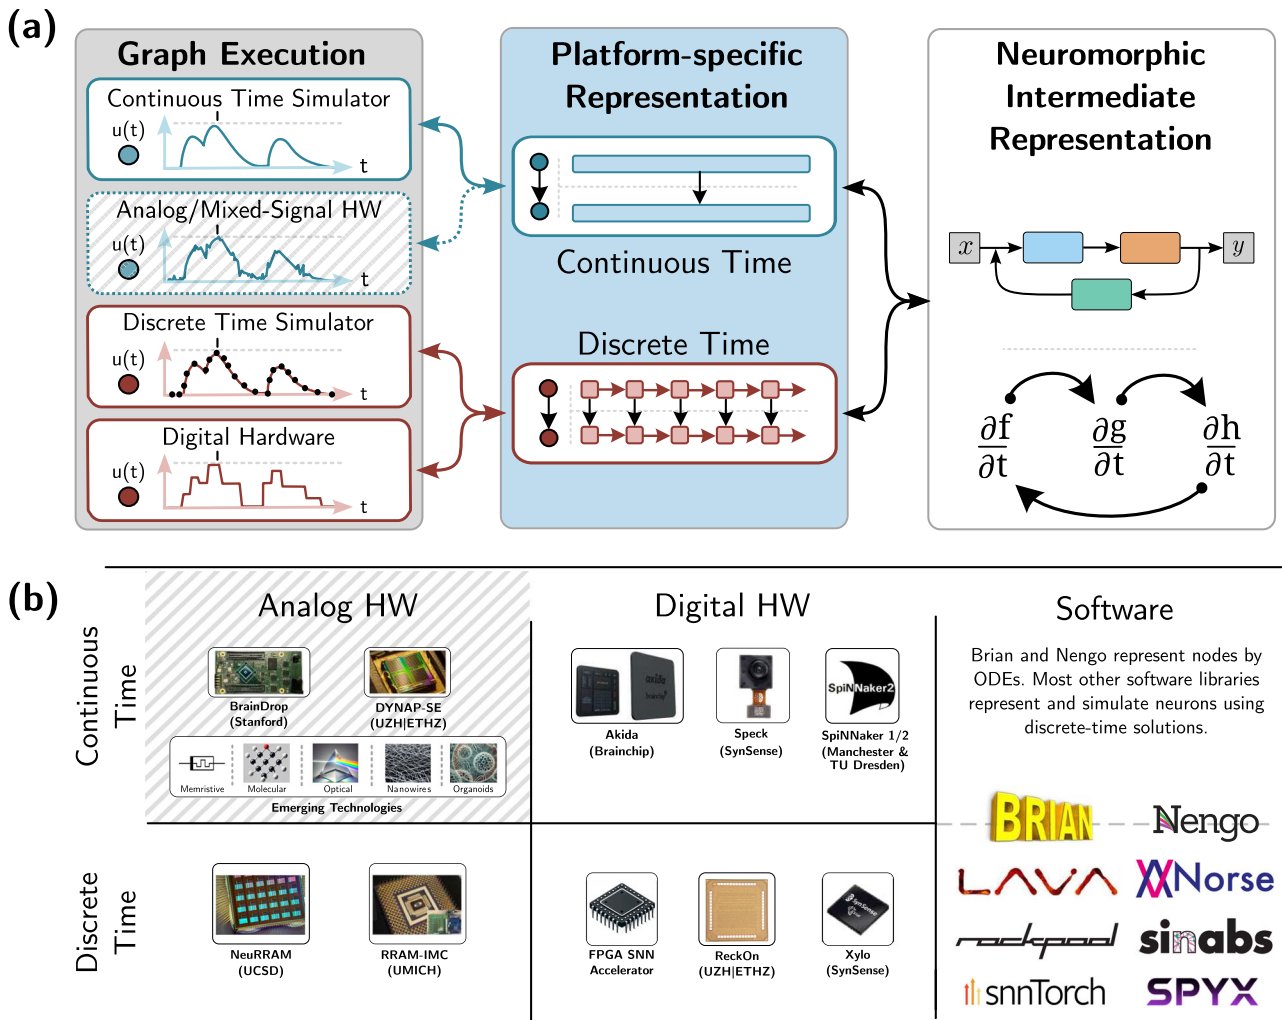 (a)
Graph Execution
Continuous Time Simulator
u(t)
t
Analog/Mixed-Signal HW
u(t)
t
Discrete Time Simulator
u(t)
t
Digital Hardware
u(t)
t
Platform-specific
Representation
Continuous Time
Discrete Time
Neuromorphic
Intermediate
Representation
x
y
∂f
∂t
∂g
∂t
∂h
∂t
(b)
Continuous
Time
Discrete
Time
Analog HW
BrainDrop
(Stanford)
DYNAP-SE
(UZH|ETHZ)
Memristive
Molecular
Optical
Nanowires
Organoids
Emerging Technologies
Digital HW
akida
brainchip
Akida
(Brainchip)
Speck
(SynSense)
SpiNNaker2
SpiNNaker 1/2
(Manchester &
TU Dresden)
Software
Brian and Nengo represent nodes by
ODEs. Most other software libraries
represent and simulate neurons using
discrete-time solutions.
BRIAN
Nengo
LAVA
Norse
rockpool
sinabs
snnTorch
SPYX
NeuRRAM
(UCSD)
RRAM-IMC
(UMICH)
FPGA SNN
Accelerator
ReckOn
(UZH|ETHZ)
SynSense
Xylo
(SynSense)